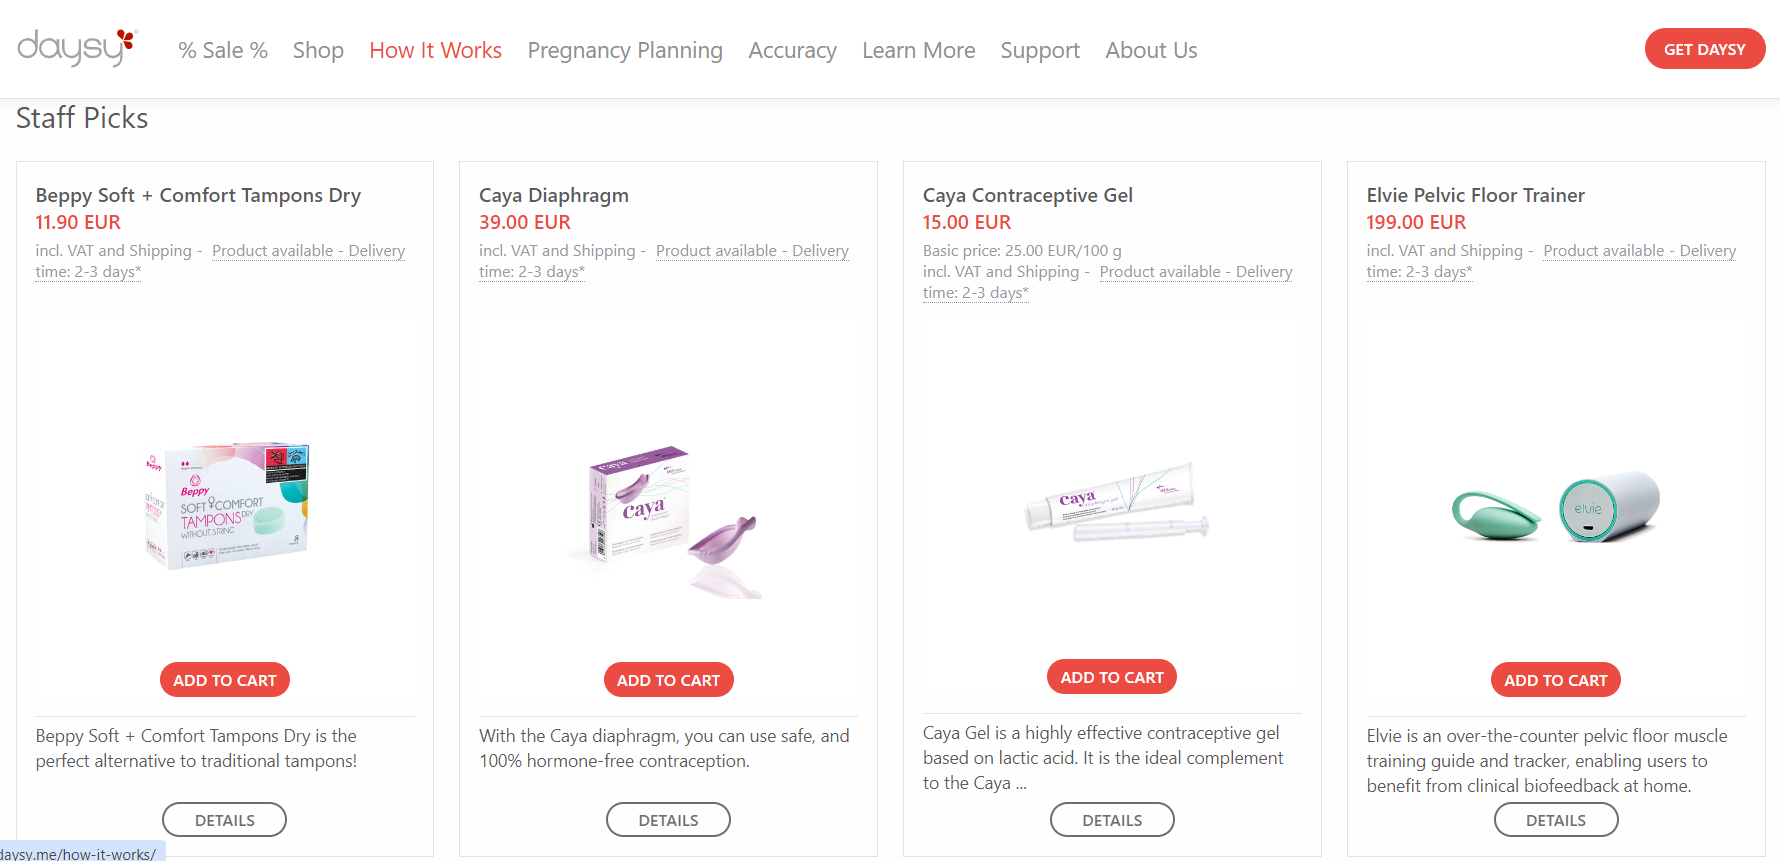 daysy
% Sale %
Shop
How It Works
Pregnancy Planning
Accuracy
Learn More
Support
About Us
GET DAYSY
Staff Picks
Beppy Soft + Comfort Tampons Dry
11.90 EUR
incl. VAT and Shipping - Product available - Delivery
time: 2-3 days*
Beppy
Beppy
SOFT COMFORT
TAMPONS DRY
WITHOUT STRING
8
ADD TO CART
Beppy Soft + Comfort Tampons Dry is the
perfect alternative to traditional tampons!
DETAILS
Caya Diaphragm
39.00 EUR
incl. VAT and Shipping - Product available - Delivery
time: 2-3 days*
caya
caya
ADD TO CART
With the Caya diaphragm, you can use safe, and
100% hormone-free contraception.
DETAILS
Caya Contraceptive Gel
15.00 EUR
Basic price: 25.00 EUR/100 g
incl. VAT and Shipping - Product available - Delivery
time: 2-3 days*
caya
diaphragm gel
ADD TO CART
Caya Gel is a highly effective contraceptive gel
based on lactic acid. It is the ideal complement
to the Caya ...
DETAILS
Elvie Pelvic Floor Trainer
199.00 EUR
incl. VAT and Shipping - Product available - Delivery
time: 2-3 days*
elvie
ADD TO CART
Elvie is an over-the-counter pelvic floor muscle
training guide and tracker, enabling users to
benefit from clinical biofeedback at home.
DETAILS
daysy.me/how-it-works/